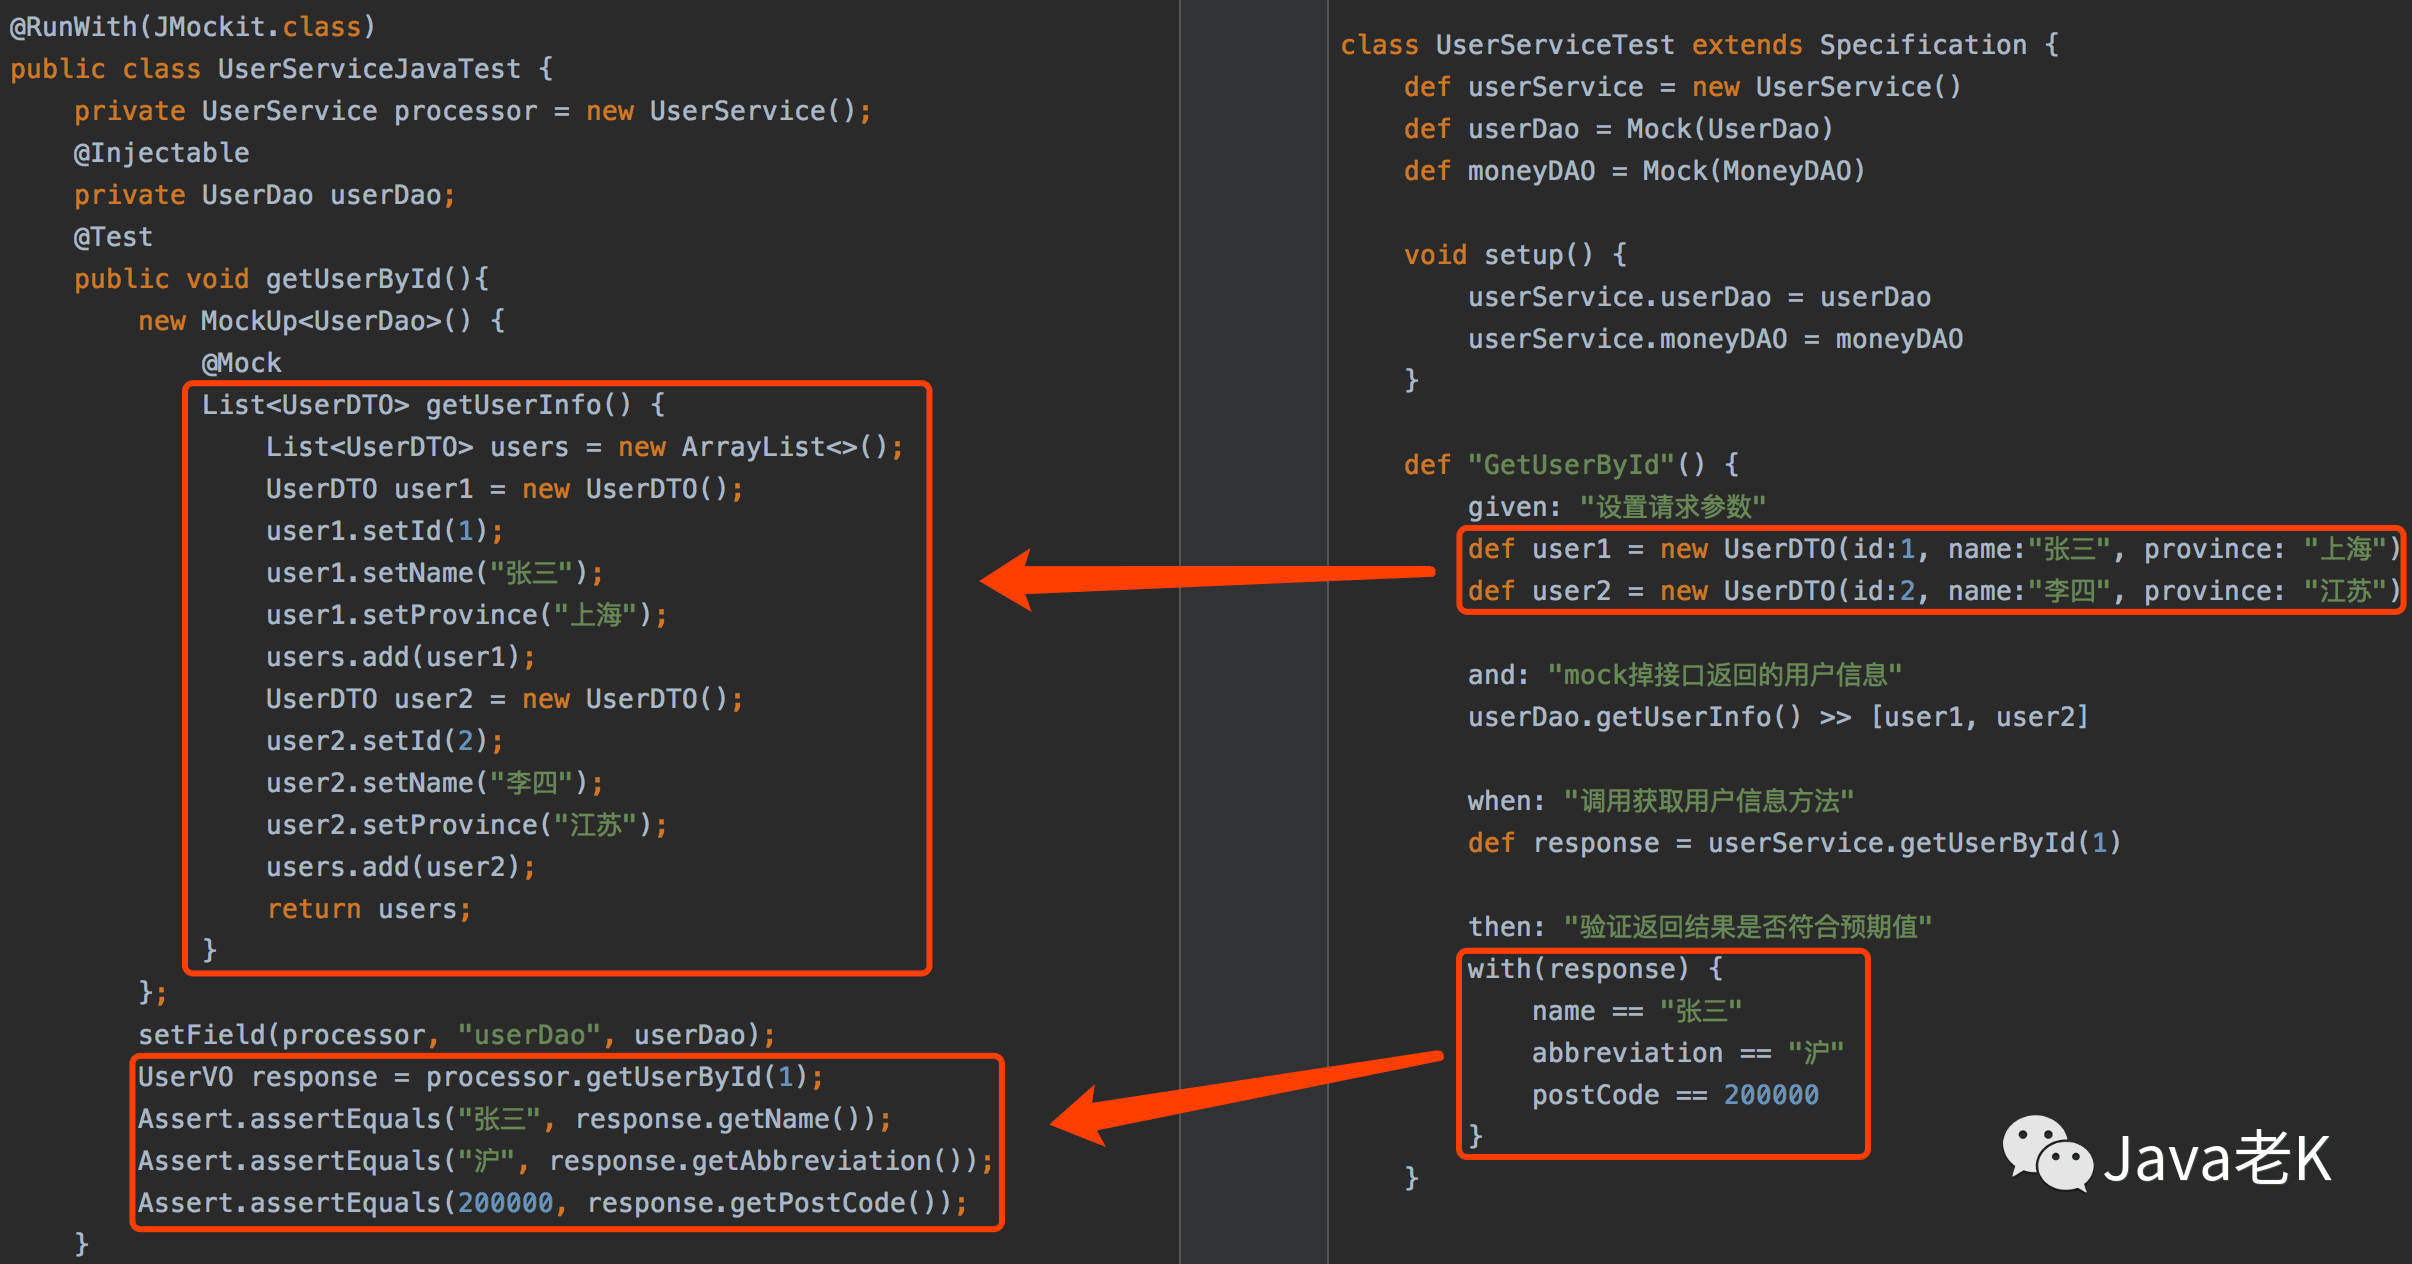 @RunWith(JMockit.class)
public class UserServiceJavaTest {
private UserService processor = new UserService();
@Injectable
private UserDao userDao;
@Test
public void getUserById(){
new MockUp<UserDao>() {
@Mock
List<UserDTO> getUserInfo() {
List<UserDTO> users = new ArrayList<>();
UserDTO user1 = new UserDTO();
user1.setId(1);
user1.setName("张三");
user1.setProvince("上海");
users.add(user1);
UserDTO user2 = new UserDTO();
user2.setId(2);
user2.setName("李四");
user2.setProvince("江苏");
users.add(user2);
return users;
}
};
setField(processor, "userDao", userDao);
UserVO response = processor.getUserById(1);
Assert.assertEquals("张三", response.getName());
Assert.assertEquals("沪", response.getAbbreviation());
Assert.assertEquals(200000, response.getPostCode());
}
class UserServiceTest extends Specification {
def userService = new UserService()
def userDao = Mock(UserDao)
def moneyDAO = Mock(MoneyDAO)
void setup() {
userService.userDao = userDao
userService.moneyDAO = moneyDAO
}
def "GetUserById"() {
given: "设置请求参数"
def user1 = new UserDTO(id:1, name:"张三", province: "上海")
def user2 = new UserDTO(id:2, name:"李四", province: "江苏")
and: "mock掉接口返回的用户信息"
userDao.getUserInfo() >> [user1, user2]
when: "调用获取用户信息方法"
def response = userService.getUserById(1)
then: "验证返回结果是否符合预期值"
with(response) {
name == "张三"
abbreviation == "沪"
postCode == 200000
}
}
Java老K